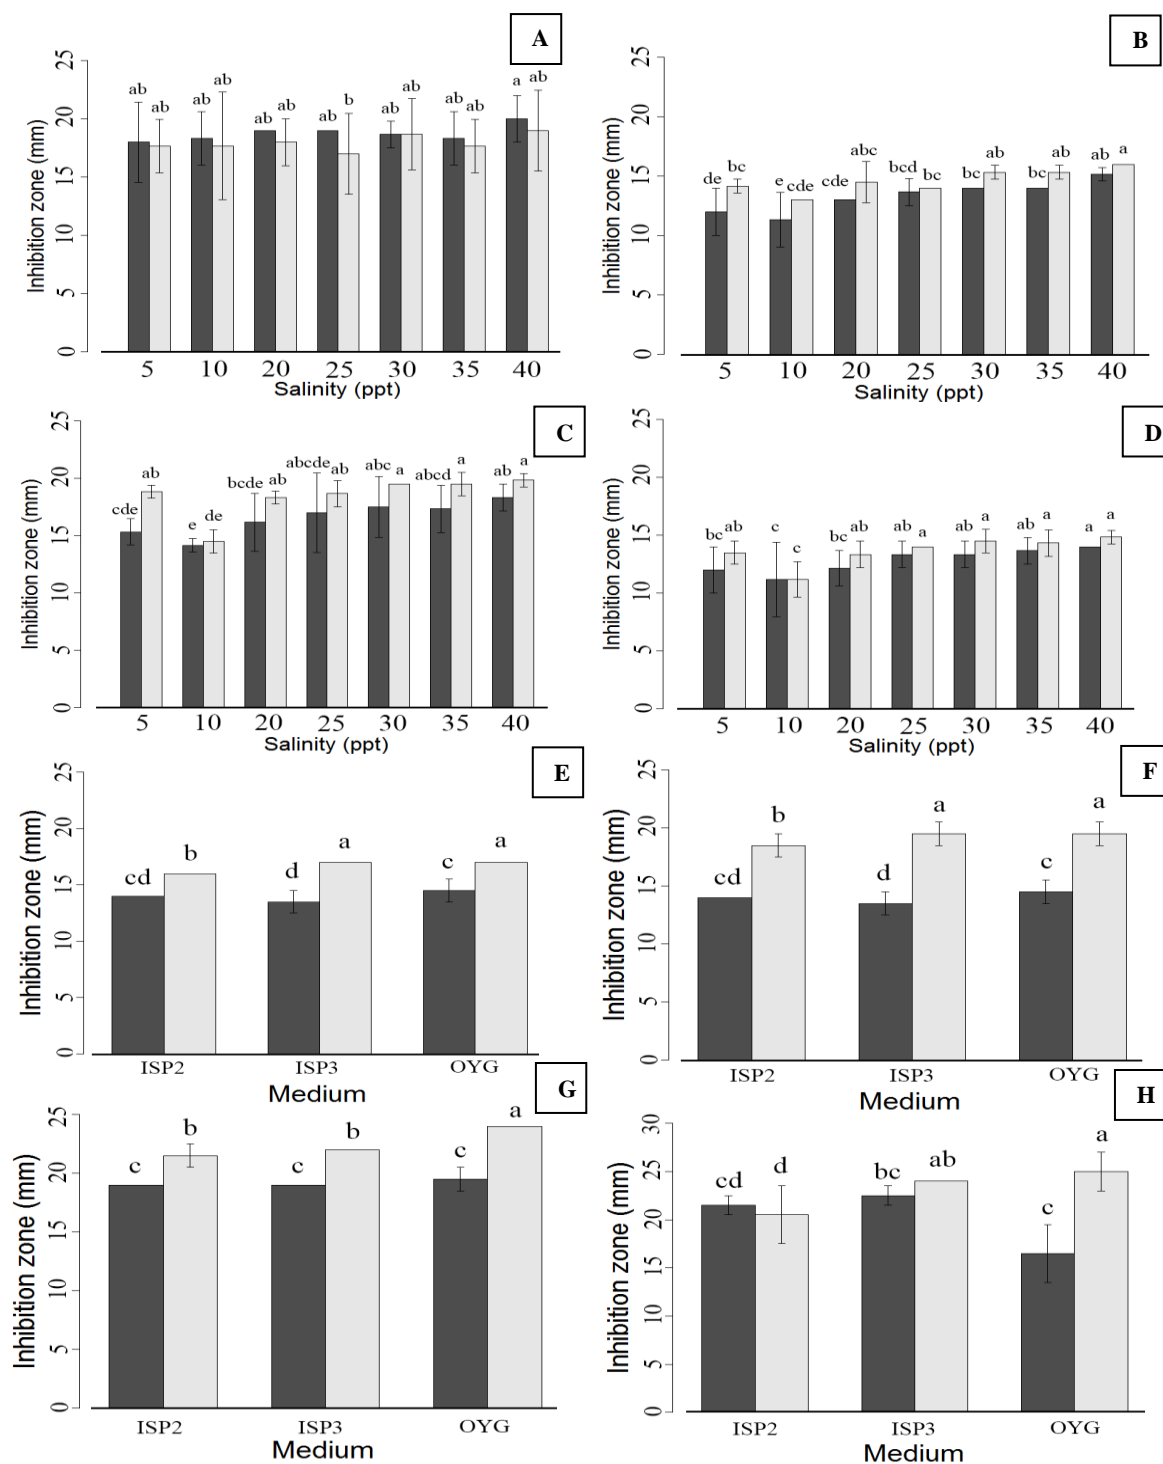 A
Inhibition zone (mm)
0 5 10 15 20 25
ab ab ab ab ab ab ab b ab ab ab ab a ab
5 10 20 25 30 35 40
Salinity (ppt)
B
Inhibition zone (mm)
0 5 10 15 20 25
de bc e cde cde abc bcd bc bc ab bc ab ab a
5 10 20 25 30 35 40
Salinity (ppt)
C
Inhibition zone (mm)
0 5 10 15 20 25
cde ab e de bcde ab abcde ab abc a abcd a ab a
5 10 20 25 30 35 40
Salinity (ppt)
D
Inhibition zone (mm)
0 5 10 15 20 25
bc ab c c bc ab ab a ab a ab a a a
5 10 20 25 30 35 40
Salinity (ppt)
E
Inhibition zone (mm)
0 5 10 15 20 25
cd b d a c a
ISP2 ISP3 OYG
Medium
F
Inhibition zone (mm)
0 5 10 15 20 25
cd b d a c a
ISP2 ISP3 OYG
Medium
G
Inhibition zone (mm)
0 5 10 15 20 25
c b c b c a
ISP2 ISP3 OYG
Medium
H
Inhibition zone (mm)
0 5 10 15 20 25 30
cd d bc ab c a
ISP2 ISP3 OYG
Medium